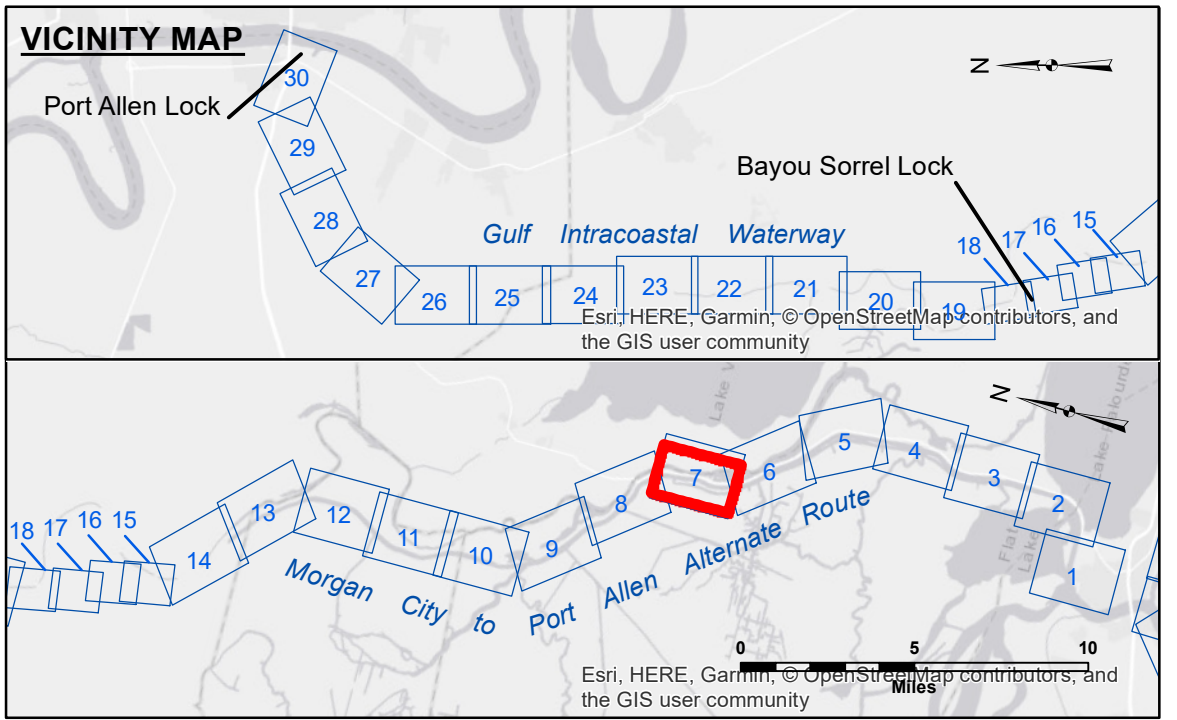 VICINITY MAP
Port Allen Lock
N
Bayou Sorrel Lock
Gulf Intracoastal Waterway
30
29
28
27
26
25
24
23
22
21
20
19
18
17
16
15
Esri, HERE, Garmin, © OpenStreetMap contributors, and
the GIS user community
N
18
17
16
15
14
13
12
11
10
9
8
7
6
5
4
3
2
1
Lake
Lake
Lake
Morgan City to Port Allen Alternate Route
0 5 10
Miles
Esri, HERE, Garmin, © OpenStreetMap contributors, and
the GIS user community